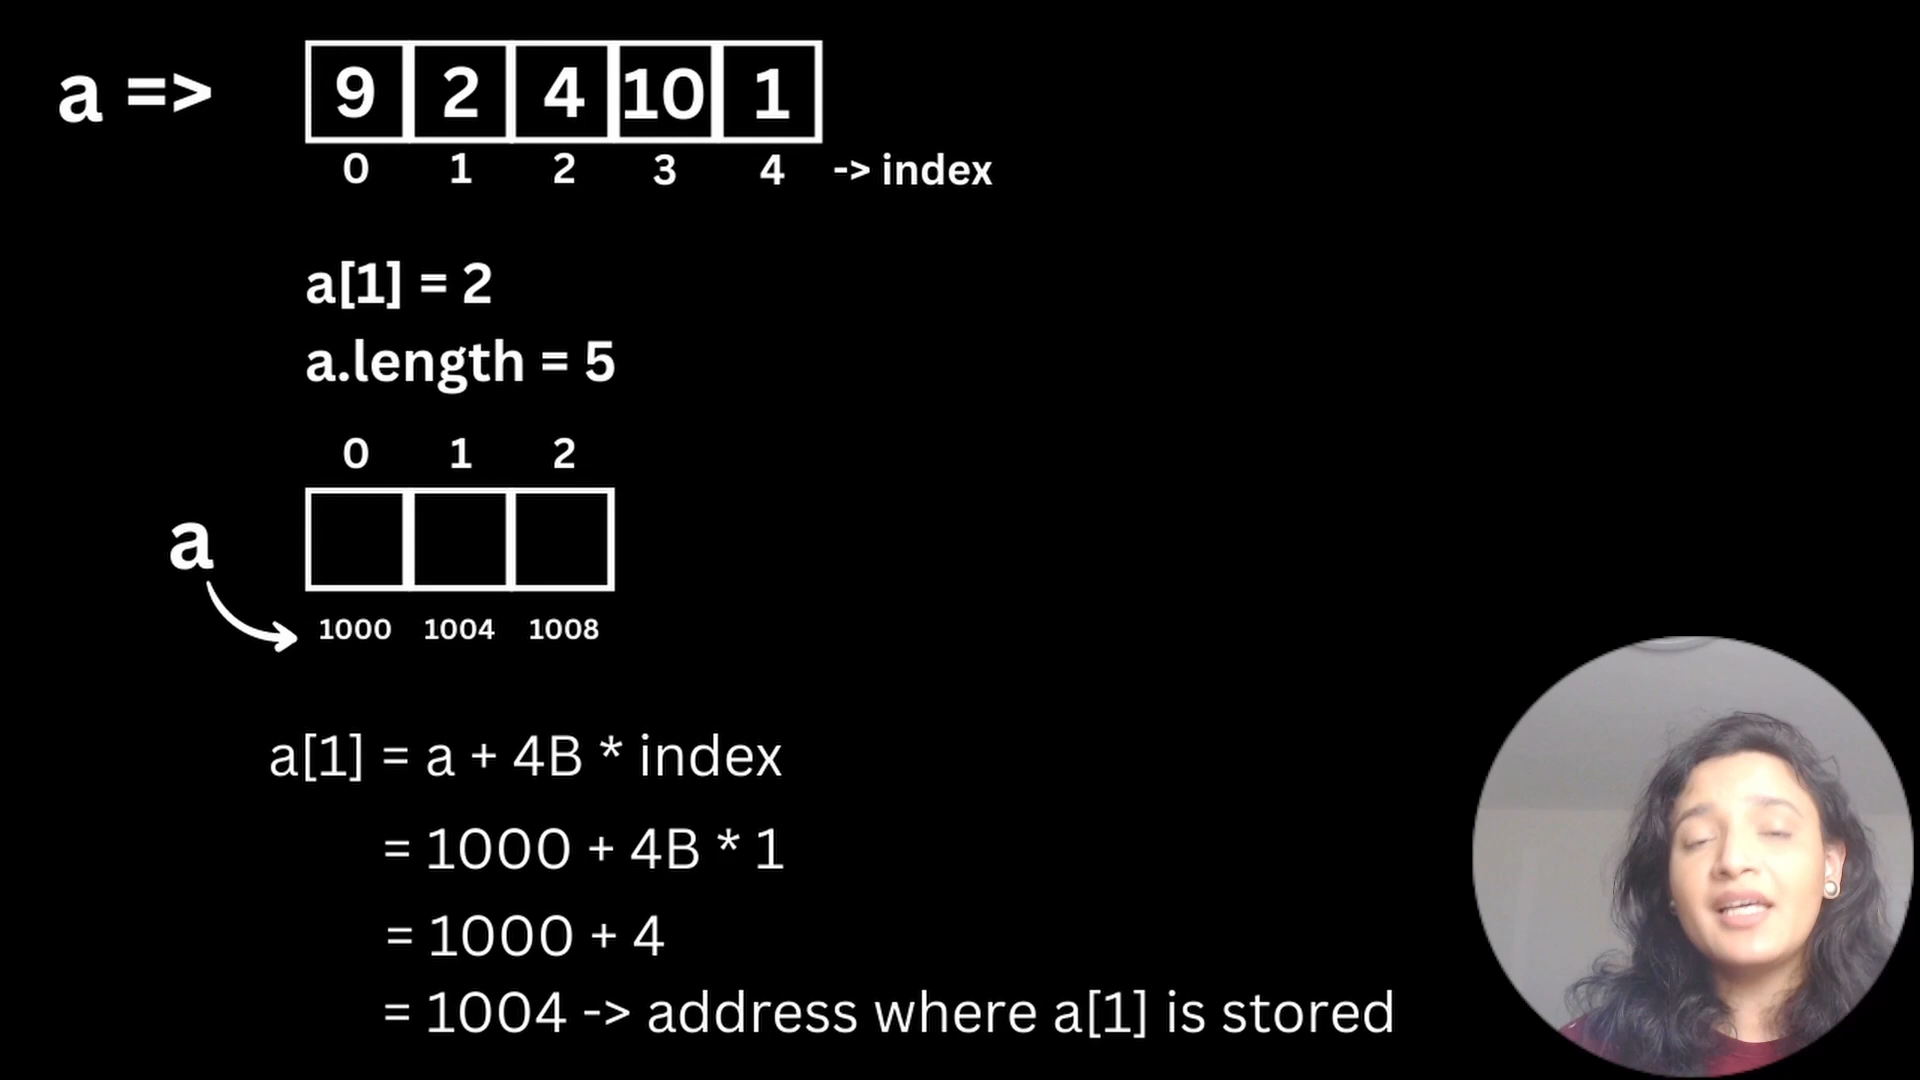 a => 9 2 4 10 1
0 1 2 3 4 -> index
a[1] = 2
a.length = 5
0 1 2
a
1000 1004 1008
a[1] = a + 4B * index
= 1000 + 4B * 1
= 1000 + 4
= 1004 -> address where a[1] is stored